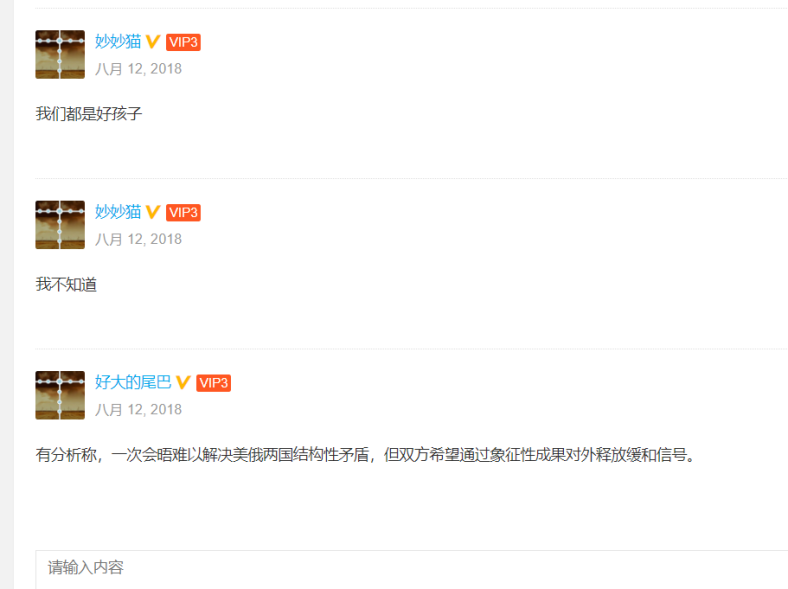 妙妙猫 V VIP3
八月 12, 2018
我们都是好孩子
妙妙猫 V VIP3
八月 12, 2018
我不知道
好大的尾巴 V VIP3
八月 12, 2018
有分析称，一次会晤难以解决美俄两国结构性矛盾，但双方希望通过象征性成果对外释放缓和信号。
请输入内容